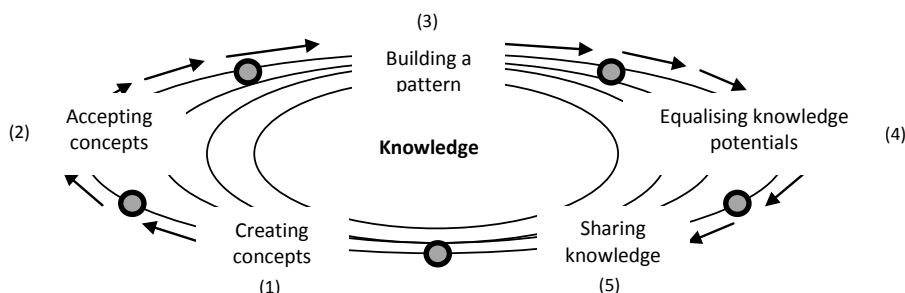 (3)
Building a
pattern
Accepting
concepts
(2)
Equalising knowledge
potentials
(4)
Knowledge
Creating
concepts
(1)
Sharing
knowledge
(5)